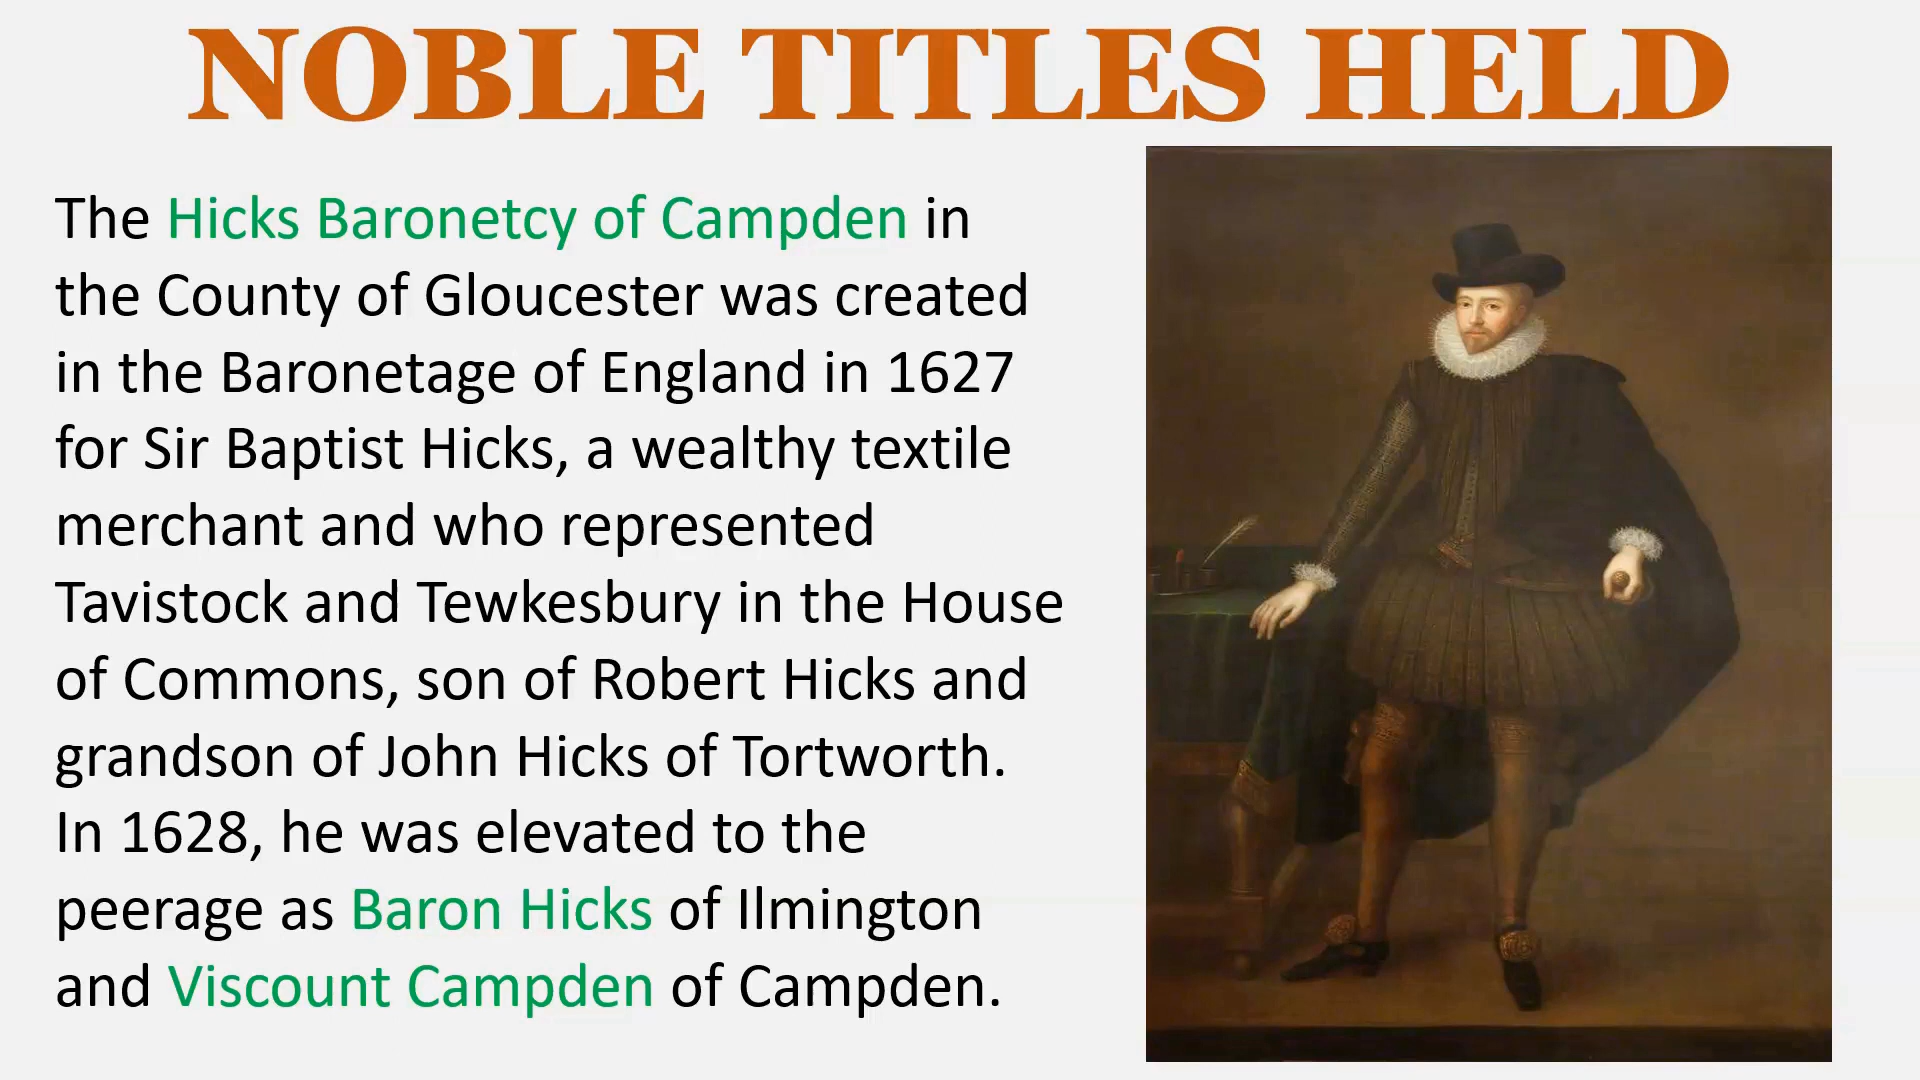 NOBLE TITLES HELD
The Hicks Baronetcy of Campden in
the County of Gloucester was created
in the Baronetage of England in 1627
for Sir Baptist Hicks, a wealthy textile
merchant and who represented
Tavistock and Tewkesbury in the House
of Commons, son of Robert Hicks and
grandson of John Hicks of Tortworth.
In 1628, he was elevated to the
peerage as Baron Hicks of Ilmington
and Viscount Campden of Campden.